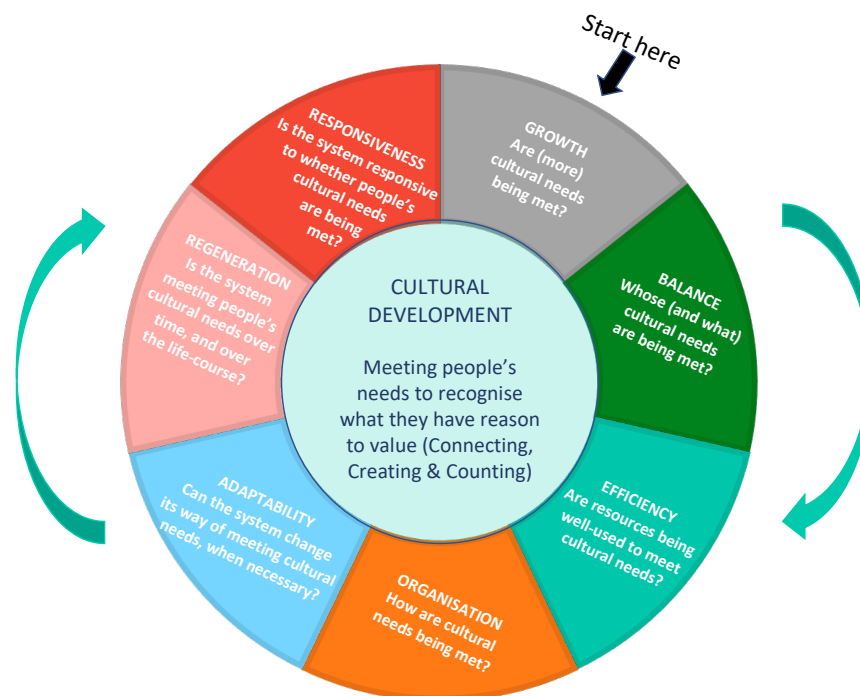 Start here
GROWTH
Are (more)
cultural needs
being met?
BALANCE
Whose (and what)
cultural needs
are being met?
EFFICIENCY
Are resources being
well-used to meet
cultural needs?
ORGANISATION
How are cultural
needs being met?
ADAPTABILITY
Can the system change
its way of meeting cultural
needs, when necessary?
REGENERATION
Is the system
meeting people’s
cultural needs over
time, and over
the life-course?
RESPONSIVENESS
Is the system responsive
to whether people’s
cultural needs
are being
met?
CULTURAL
DEVELOPMENT
Meeting people’s
needs to recognise
what they have reason
to value (Connecting,
Creating & Counting)